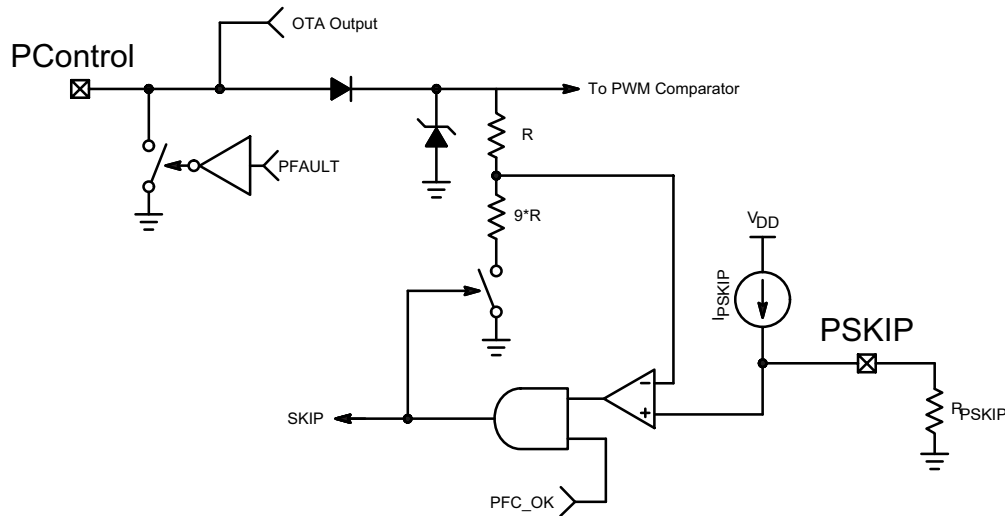 OTA Output
PControl
To PWM Comparator
R
PFAULT
9*R
VDD
IPSKIP
PSKIP
RPSKIP
SKIP
PFC_OK